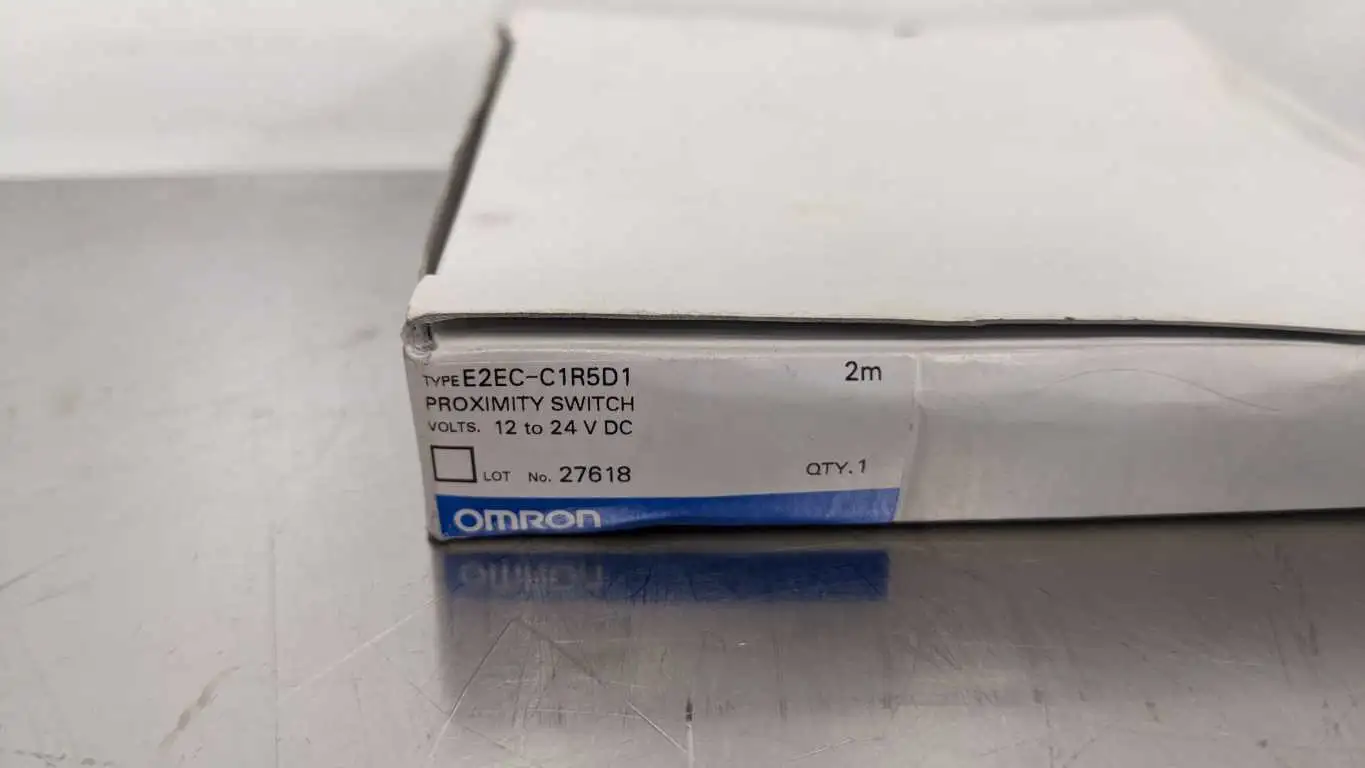 TYPE E2EC-C1R5D1 2m
PROXIMITY SWITCH
VOLTS. 12 to 24 V DC
LOT No. 27618 QTY. 1
OMRON